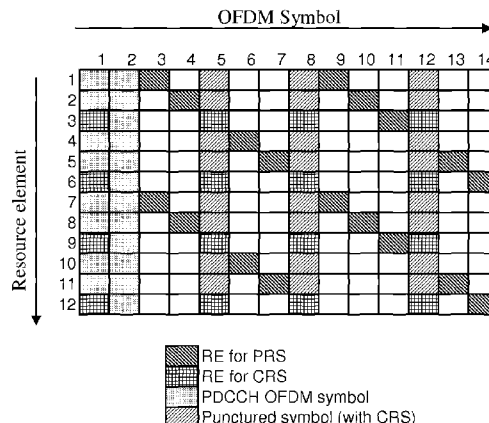 OFDM Symbol
1 2 3 4 5 6 7 8 9 10 11 12 13 14
Resource element
1
2
3
4
5
6
7
8
9
10
11
12
RE for PRS
RE for CRS
PDCCH OFDM symbol
Punctured symbol (with CRS)